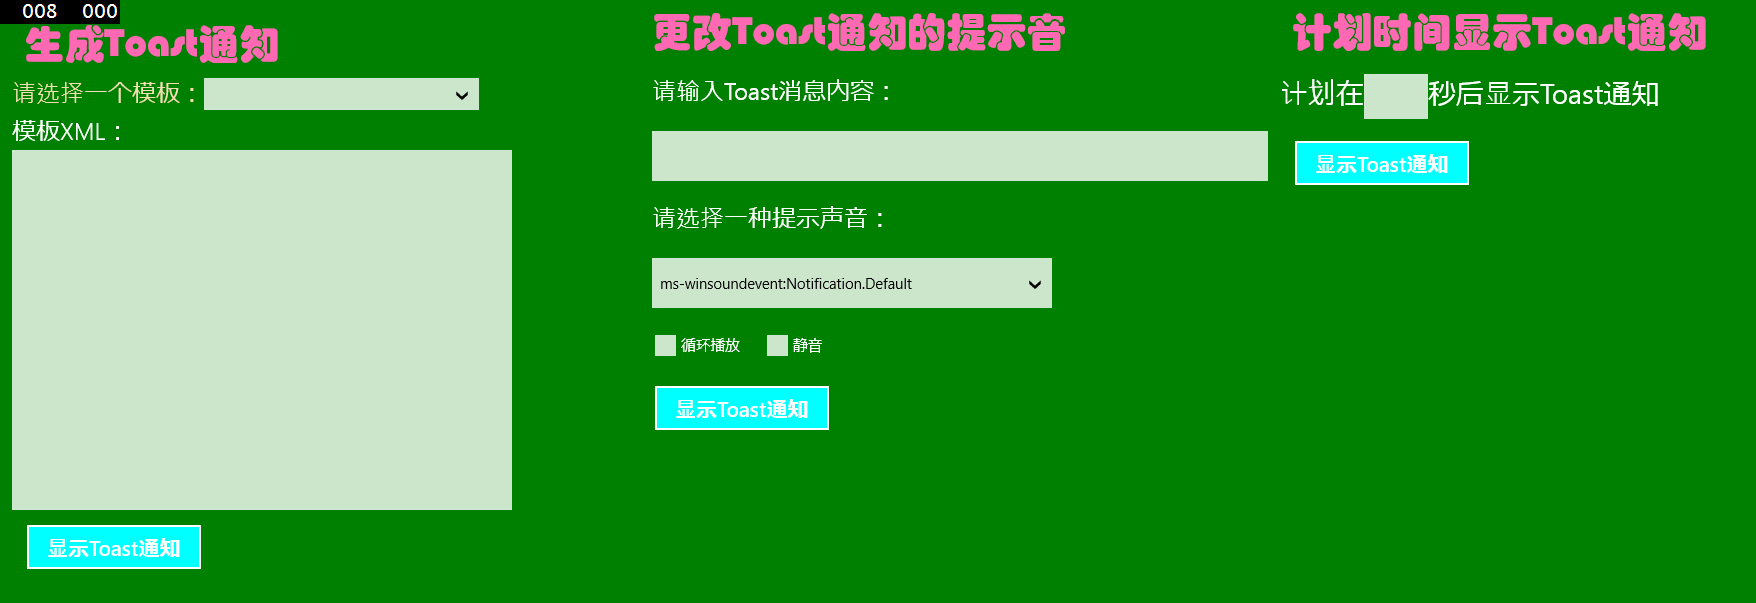 008 000
生成Toast通知
请选择一个模板：
模板XML：
显示Toast通知
更改Toast通知的提示音
请输入Toast消息内容：
请选择一种提示声音：
ms-winsoundevent:Notification.Default
循环播放 静音
显示Toast通知
计划时间显示Toast通知
计划在 秒后显示Toast通知
显示Toast通知